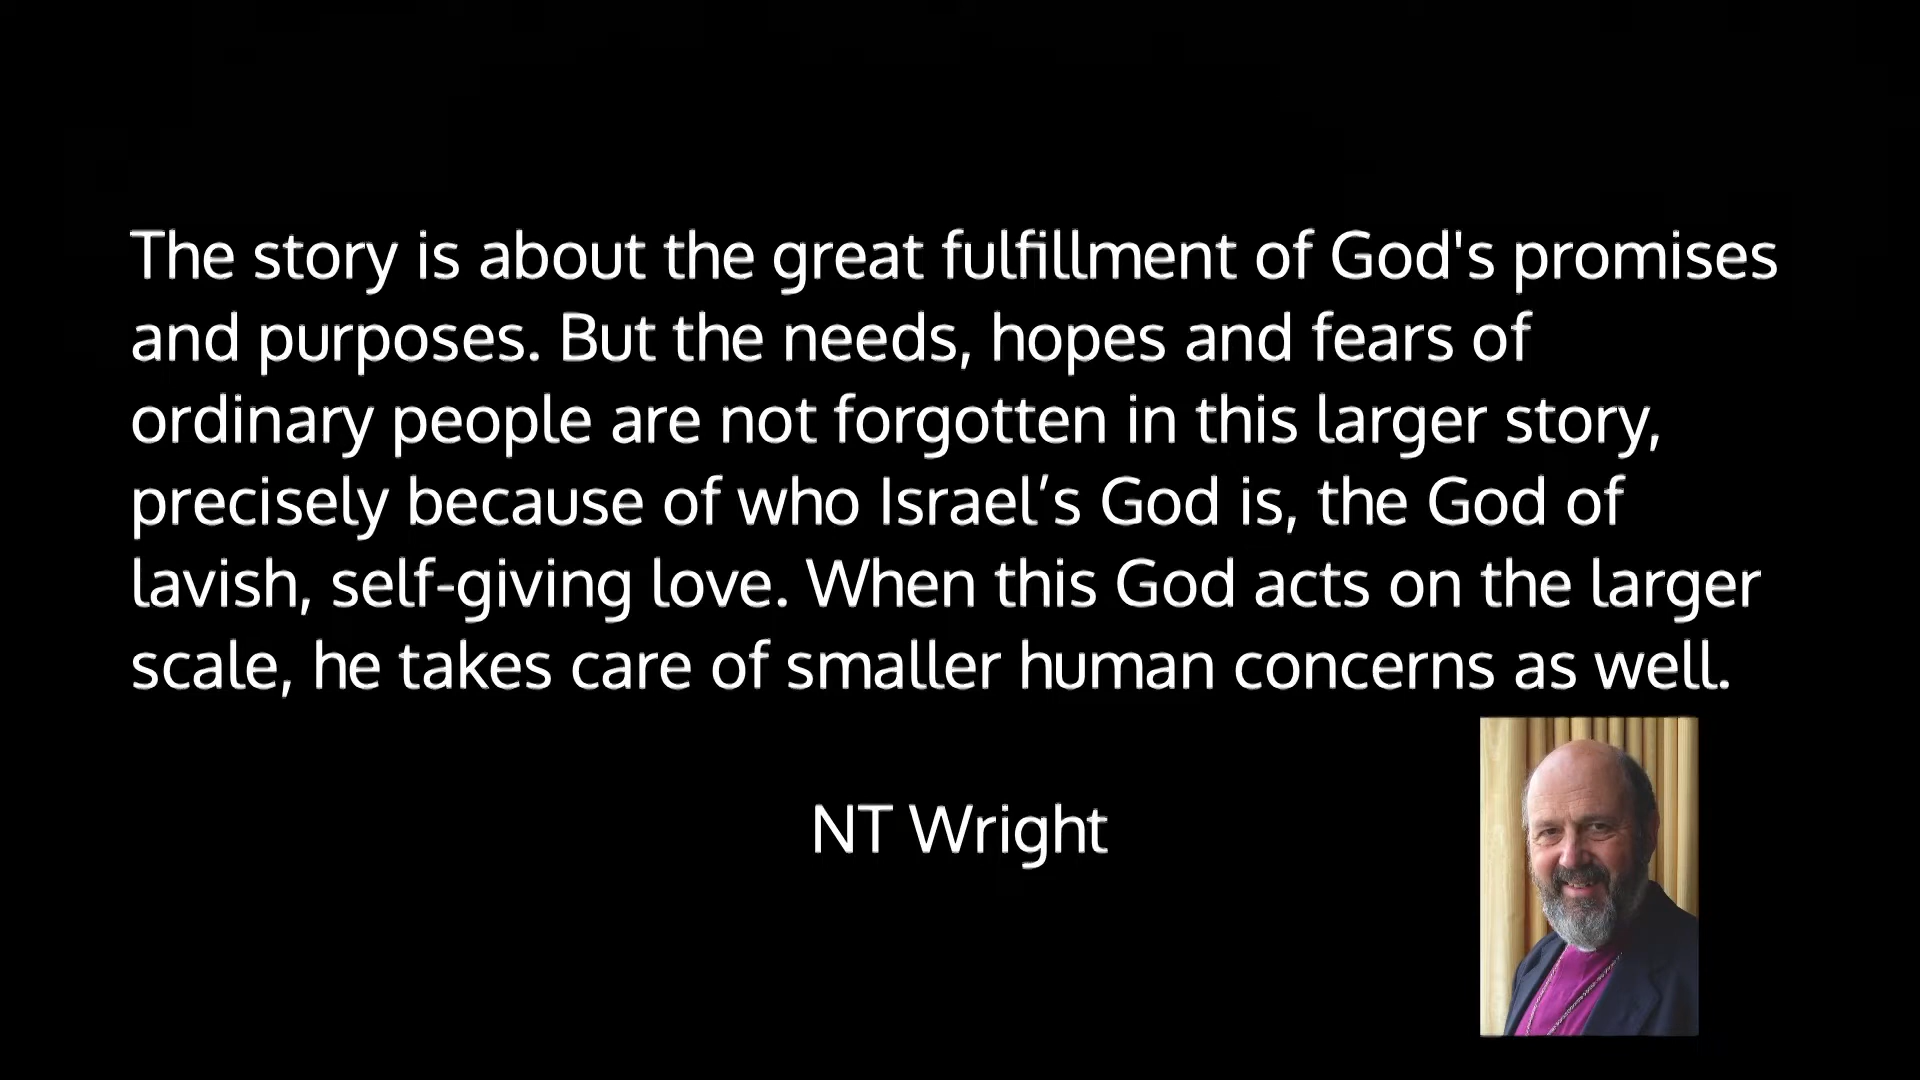 The story is about the great fulfillment of God's promises
and purposes. But the needs, hopes and fears of
ordinary people are not forgotten in this larger story,
precisely because of who Israel’s God is, the God of
lavish, self-giving love. When this God acts on the larger
scale, he takes care of smaller human concerns as well.
NT Wright